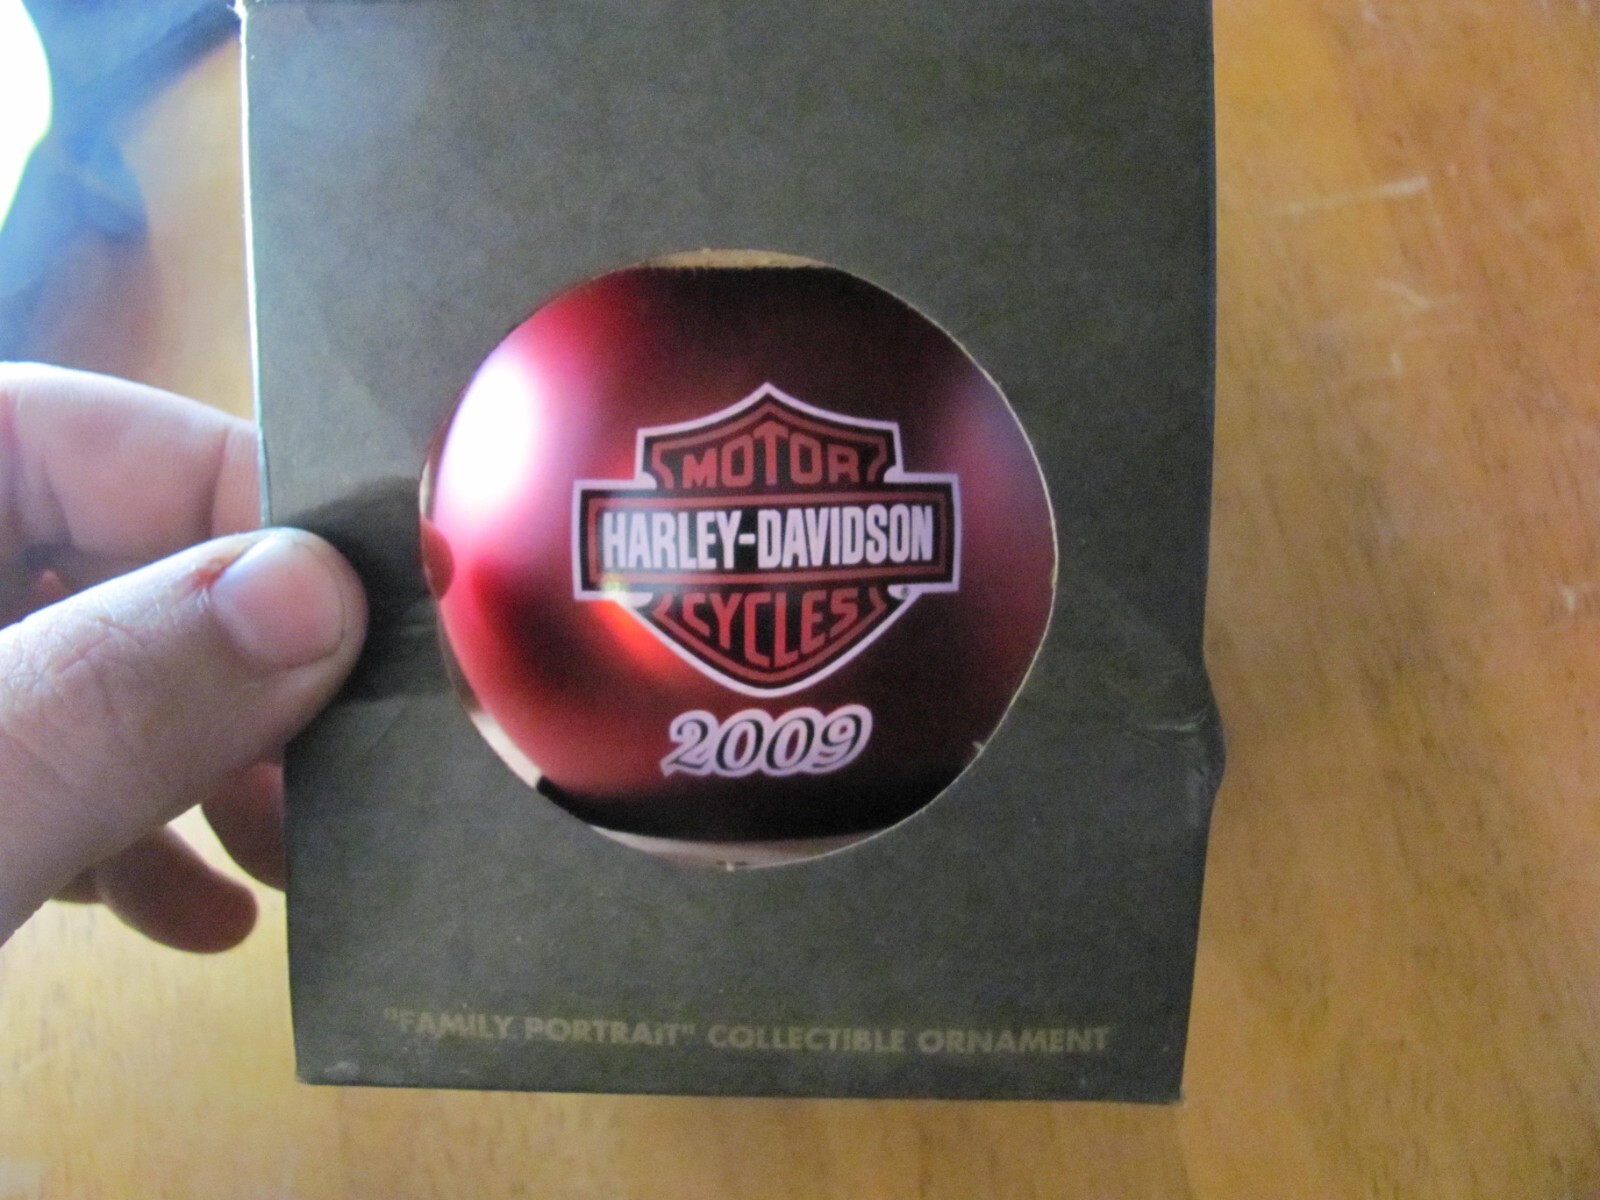 MOTOR
HARLEY-DAVIDSON
CYCLES
2009
"FAMILY PORTRAiT" COLLECTIBLE ORNAMENT